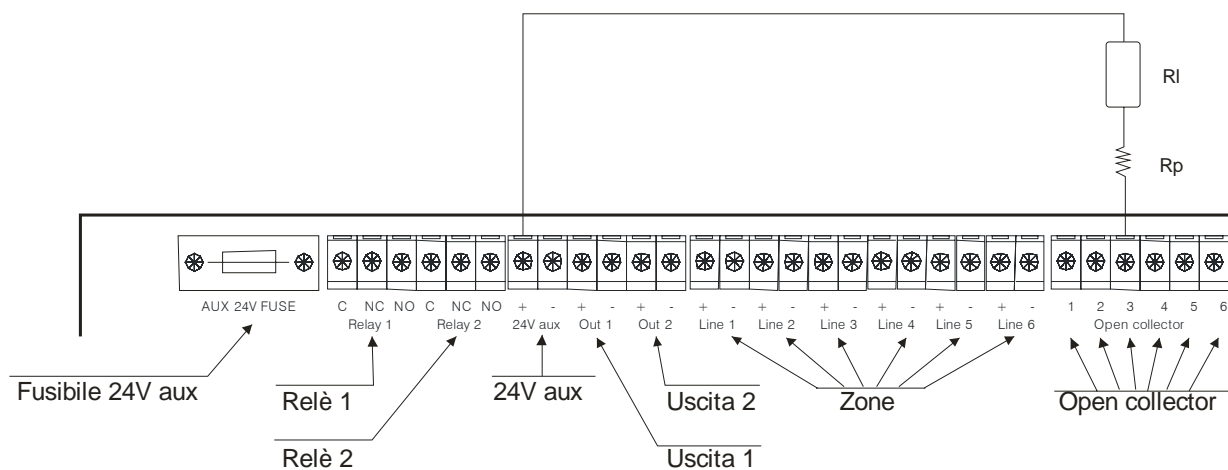 Rl
Rp
AUX 24V FUSE
C NC NO C NC NO + - + - + - + - + - + - + - + - + - 1 2 3 4 5 6
Relay 1 Relay 2 24V aux Out 1 Out 2 Line 1 Line 2 Line 3 Line 4 Line 5 Line 6 Open collector
Fusibile 24V aux
Relè 1
24V aux
Uscita 2
Zone
Open collector
Relè 2
Uscita 1